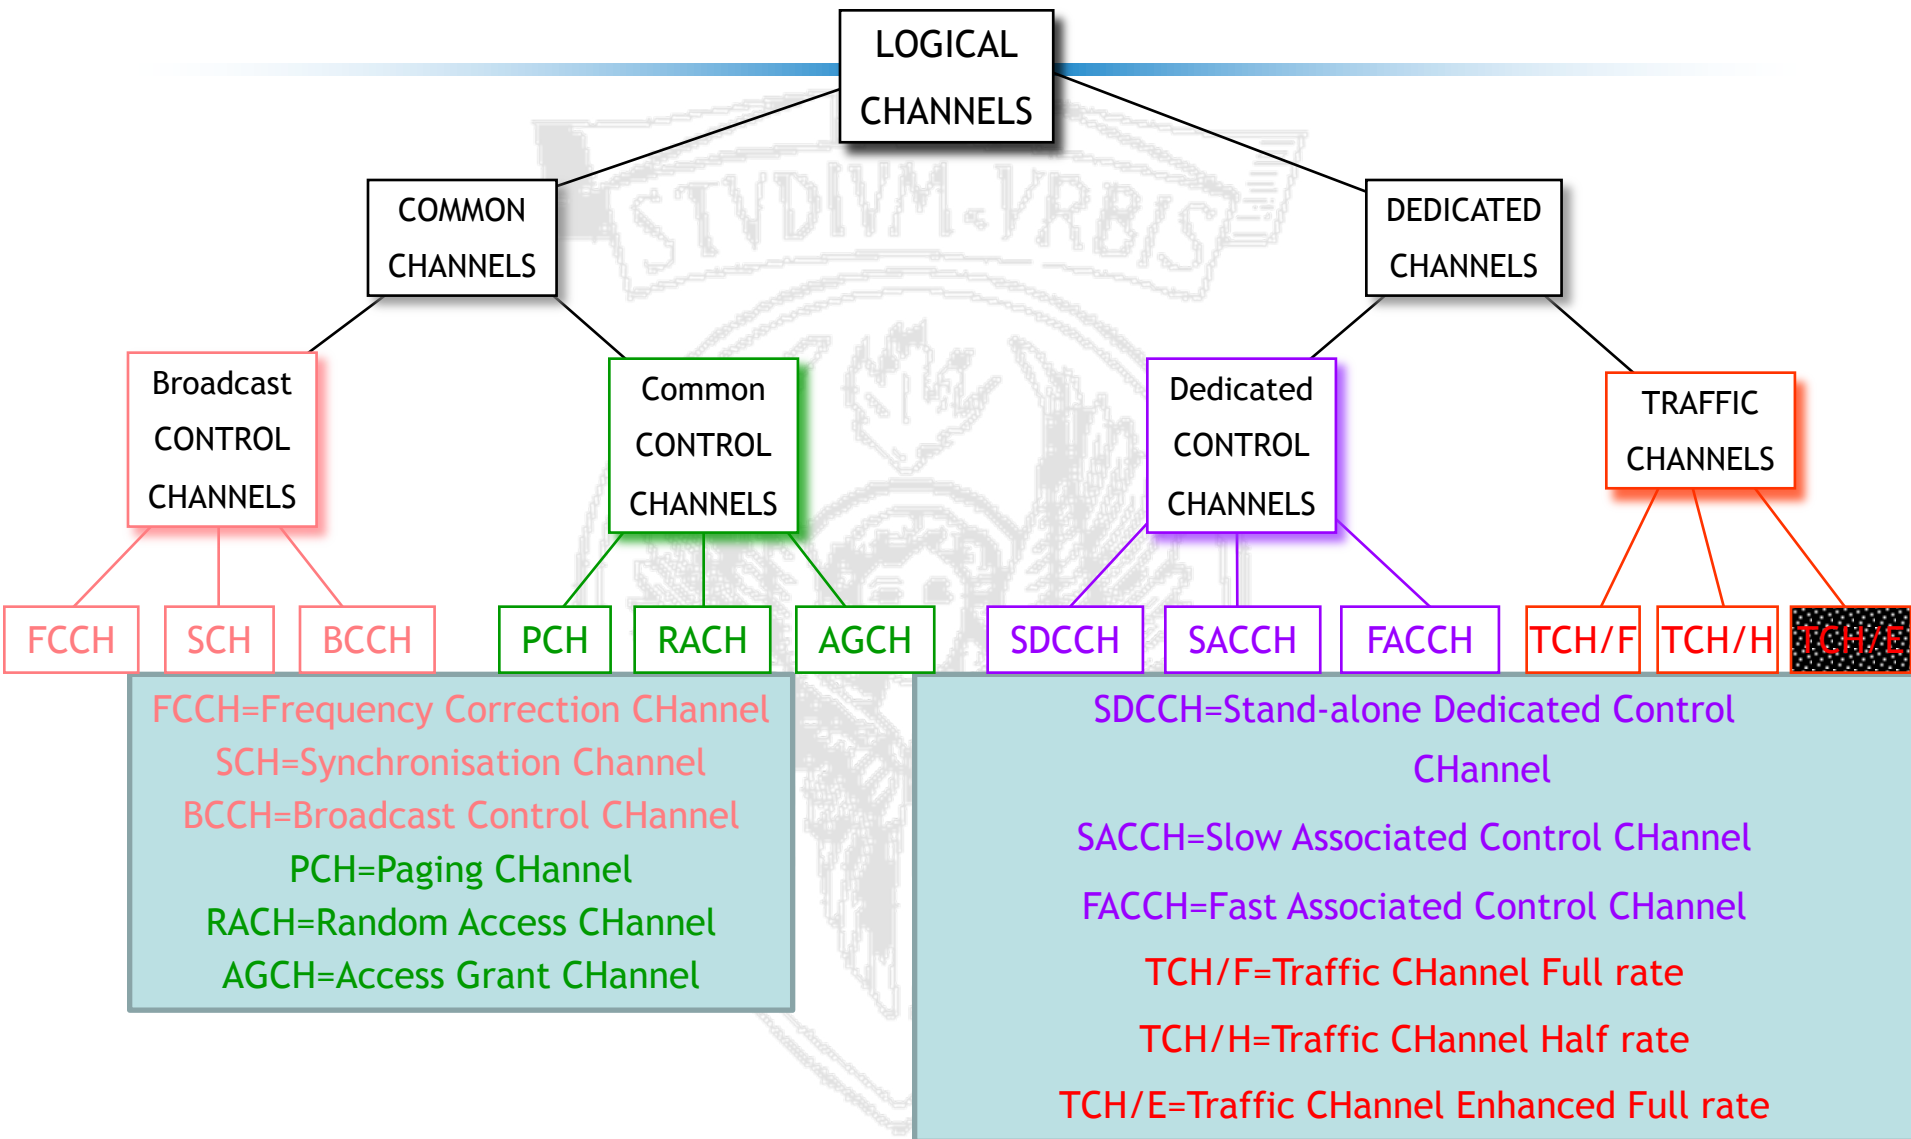 LOGICAL
CHANNELS
STVDIVM VRBIS
COMMON
CHANNELS
DEDICATED
CHANNELS
Broadcast
CONTROL
CHANNELS
Common
CONTROL
CHANNELS
Dedicated
CONTROL
CHANNELS
TRAFFIC
CHANNELS
FCCH SCH BCCH PCH RACH AGCH SDCCH SACCH FACCH TCH/F TCH/H TCH/E
FCCH=Frequency Correction CHannel
SCH=Synchronisation Channel
BCCH=Broadcast Control CHannel
PCH=Paging CHannel
RACH=Random Access CHannel
AGCH=Access Grant CHannel
SDCCH=Stand-alone Dedicated Control
CHannel
SACCH=Slow Associated Control CHannel
FACCH=Fast Associated Control CHannel
TCH/F=Traffic CHannel Full rate
TCH/H=Traffic CHannel Half rate
TCH/E=Traffic CHannel Enhanced Full rate